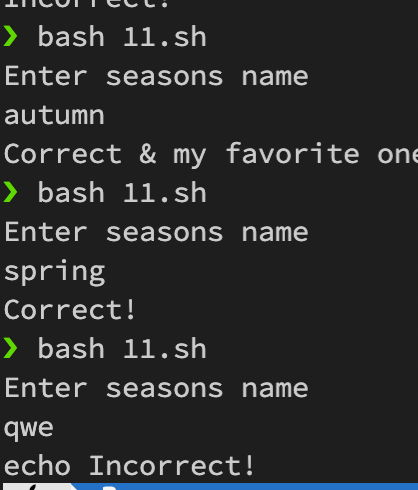 Incorrect!
❯ bash 11.sh
Enter seasons name
autumn
Correct & my favorite one
❯ bash 11.sh
Enter seasons name
spring
Correct!
❯ bash 11.sh
Enter seasons name
qwe
echo Incorrect!